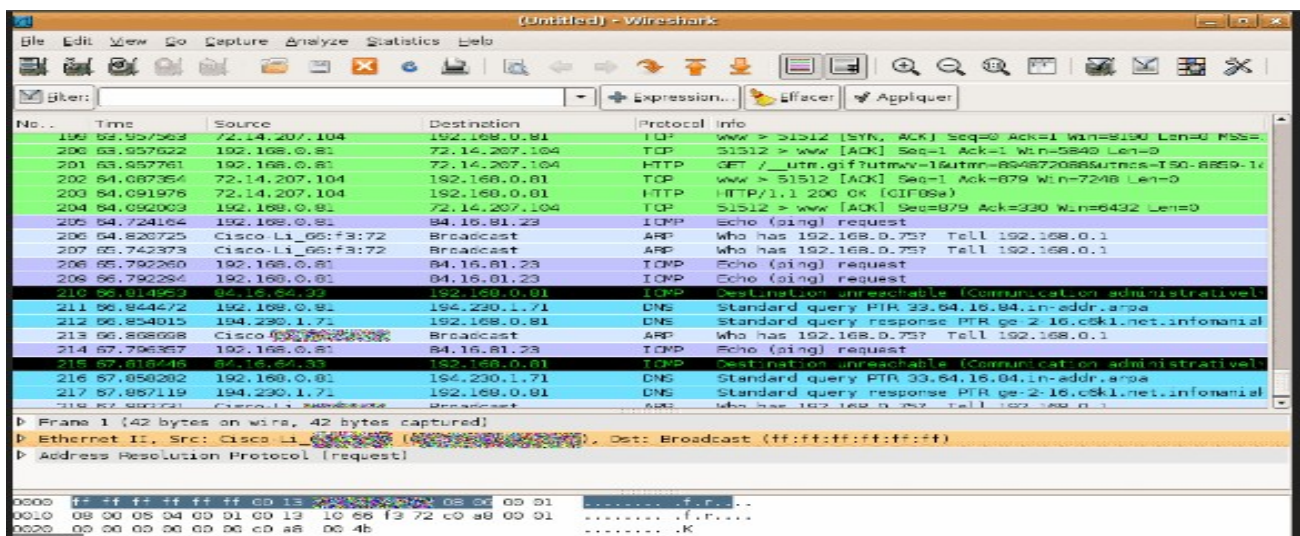 (Untitled) - Wireshark
File Edit View Go Capture Analyze Statistics Help
Filter: Expression... Effacer Appliquer
No. . Time Source Destination Protocol Info
199 63.957563 72.14.207.104 192.168.0.81 TCP www > 51512 [SYN, ACK] Seq=0 Ack=1 Win=8190 Len=0 MSS=
200 63.957622 192.168.0.81 72.14.207.104 TCP 51512 > www [ACK] Seq=1 Ack=1 Win=5840 Len=0
201 63.957761 192.168.0.81 72.14.207.104 HTTP GET /__utm.gif?utmwv=1&utmn=894872088&utmcs=ISO-8859-1
202 64.087354 72.14.207.104 192.168.0.81 TCP www > 51512 [ACK] Seq=1 Ack=879 Win=7248 Len=0
203 64.091976 72.14.207.104 192.168.0.81 HTTP HTTP/1.1 200 OK (GIF89a)
204 64.092003 192.168.0.81 72.14.207.104 TCP 51512 > www [ACK] Seq=879 Ack=330 Win=6432 Len=0
205 64.724164 192.168.0.81 84.16.81.23 ICMP Echo (ping) request
206 64.820725 Cisco-Li_66:f3:72 Broadcast ARP Who has 192.168.0.75? Tell 192.168.0.1
207 65.742373 Cisco-Li_66:f3:72 Broadcast ARP Who has 192.168.0.75? Tell 192.168.0.1
208 65.792260 192.168.0.81 84.16.81.23 ICMP Echo (ping) request
209 66.792294 192.168.0.81 84.16.81.23 ICMP Echo (ping) request
210 66.814953 84.16.64.33 192.168.0.81 ICMP Destination unreachable (Communication administrativel
211 66.844472 192.168.0.81 194.230.1.71 DNS Standard query PTR 33.64.16.84.in-addr.arpa
212 66.854015 194.230.1.71 192.168.0.81 DNS Standard query response PTR ge-2-16.c6k1.net.infomania
213 66.868698 Cisco Broadcast ARP Who has 192.168.0.75? Tell 192.168.0.1
214 67.796357 192.168.0.81 84.16.81.23 ICMP Echo (ping) request
215 67.818446 84.16.64.33 192.168.0.81 ICMP Destination unreachable (Communication administrativel
216 67.858282 192.168.0.81 194.230.1.71 DNS Standard query PTR 33.64.16.84.in-addr.arpa
217 67.867119 194.230.1.71 192.168.0.81 DNS Standard query response PTR ge-2-16.c6k1.net.infomania
Broadcast ARP Who has 192.168.0.75? Tell 192.168.0.1
Frame 1 (42 bytes on wire, 42 bytes captured)
Ethernet II, Src: Cisco-Li_ ( ), Dst: Broadcast (ff:ff:ff:ff:ff:ff)
Address Resolution Protocol (request)
0000 ff ff ff ff ff ff 00 13 08 06 00 01 ........ .f.r....
0010 08 00 06 04 00 01 00 13 10 66 f3 72 c0 a8 00 01 ........ .f.r....
0020 00 00 00 00 00 00 c0 a8 00 4b ........ .K